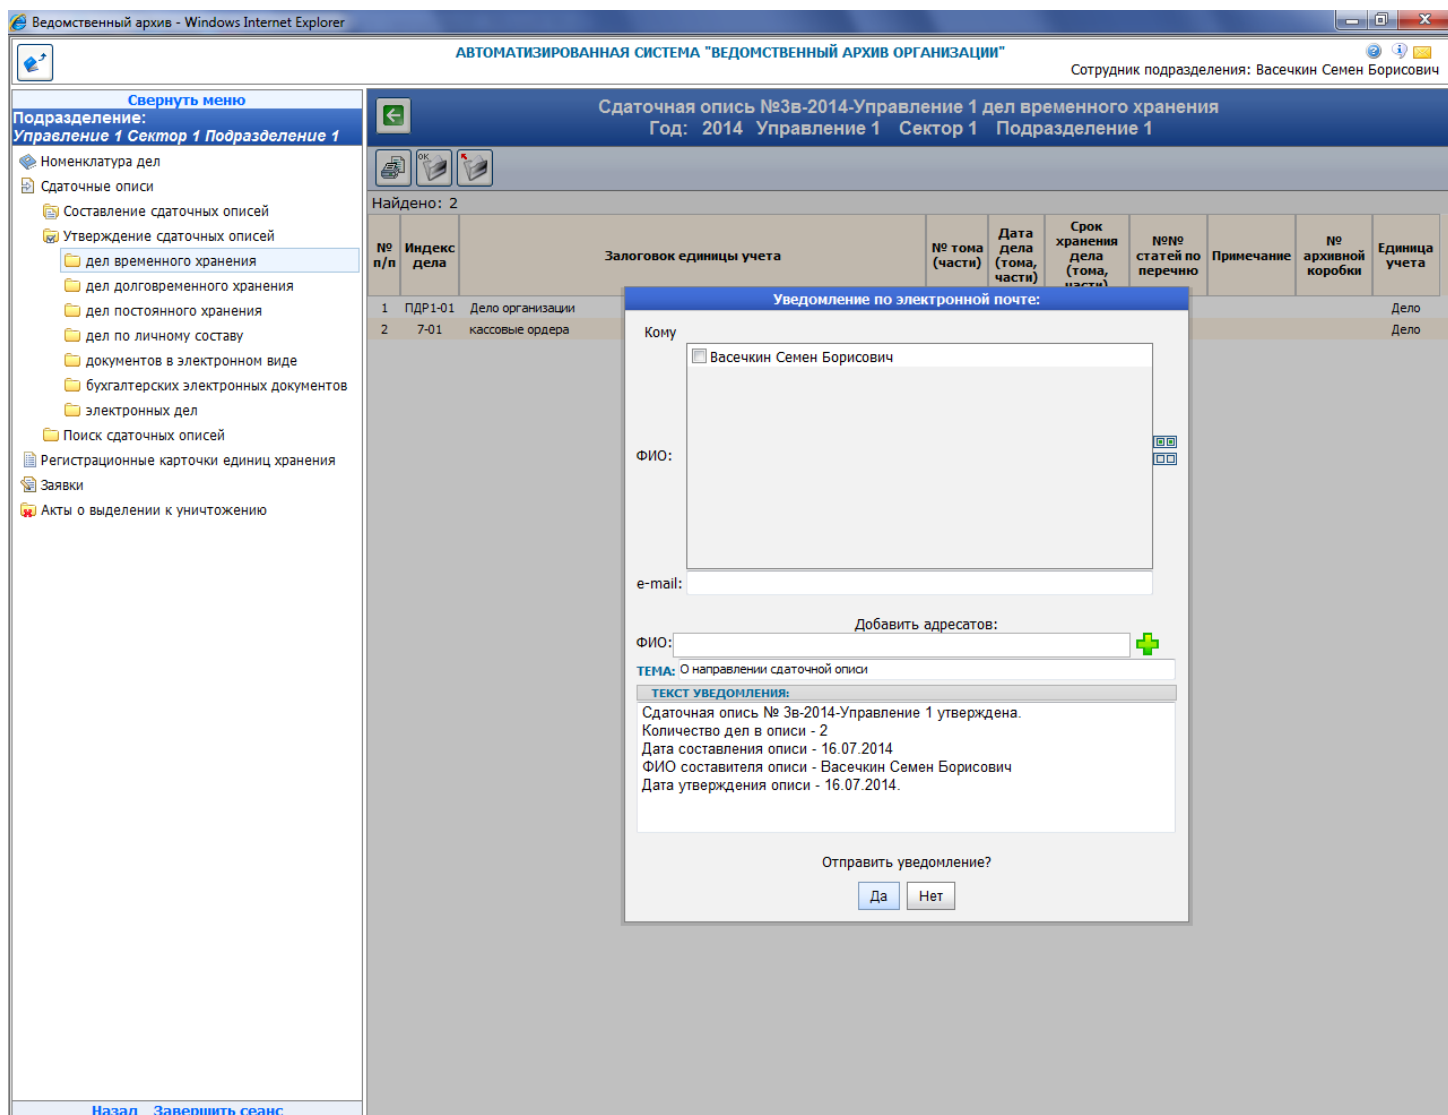 Ведомственный архив - Windows Internet Explorer
АВТОМАТИЗИРОВАННАЯ СИСТЕМА "ВЕДОМСТВЕННЫЙ АРХИВ ОРГАНИЗАЦИИ"
Сотрудник подразделения: Васечкин Семен Борисович
Свернуть меню
Подразделение:
Управление 1 Сектор 1 Подразделение 1
Номенклатура дел
Сдаточные описи
Составление сдаточных описей
Утверждение сдаточных описей
дел временного хранения
дел долговременного хранения
дел постоянного хранения
дел по личному составу
документов в электронном виде
бухгалтерских электронных документов
электронных дел
Поиск сдаточных описей
Регистрационные карточки единиц хранения
Заявки
Акты о выделении к уничтожению
Назад Завершить сеанс
Сдаточная опись №3в-2014-Управление 1 дел временного хранения
Год: 2014 Управление 1 Сектор 1 Подразделение 1
OK
Найдено: 2
№ п/п Индекс дела Залоговок единицы учета № тома (части) Дата дела (тома, части) Срок хранения дела (тома, части) №№ статей по перечню Примечание № архивной коробки Единица учета
1 ПДР1-01 Дело организации Дело
2 7-01 кассовые ордера Дело
Уведомление по электронной почте:
Кому
Васечкин Семен Борисович
ФИО:
e-mail:
Добавить адресатов:
ФИО:
ТЕМА: О направлении сдаточной описи
ТЕКСТ УВЕДОМЛЕНИЯ:
Сдаточная опись № 3в-2014-Управление 1 утверждена.
Количество дел в описи - 2
Дата составления описи - 16.07.2014
ФИО составителя описи - Васечкин Семен Борисович
Дата утверждения описи - 16.07.2014.
Отправить уведомление?
Да Нет